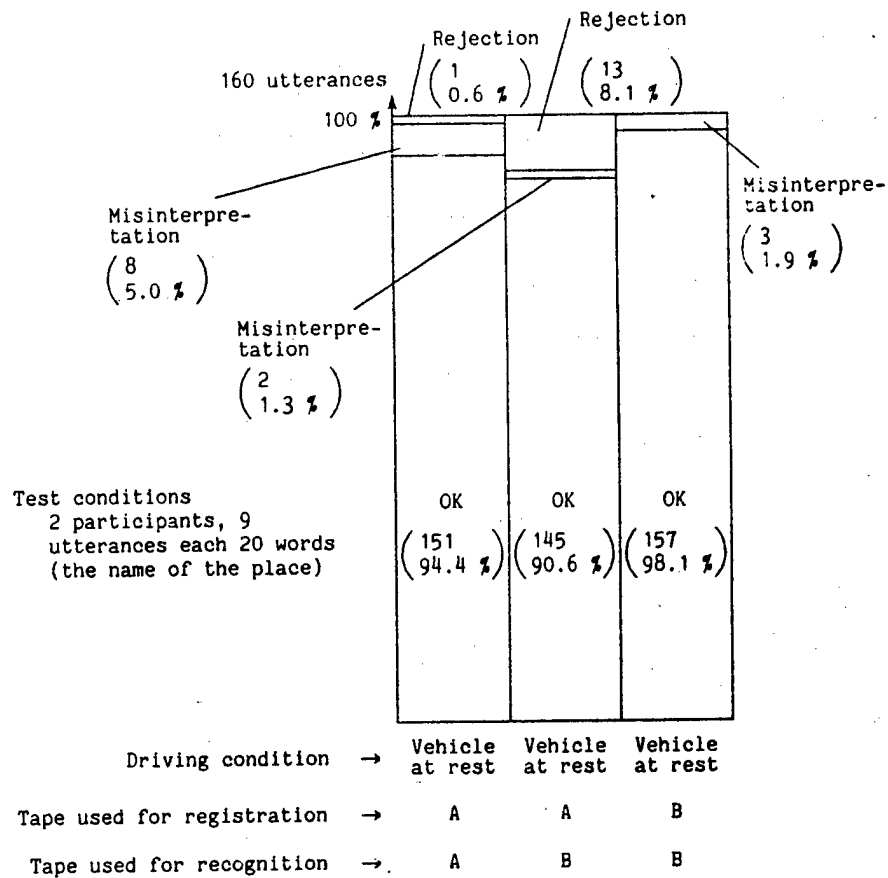 Rejection
( 1
0.6 % )
Rejection
( 13
8.1 % )
160 utterances
100 %
Misinterpre-
tation
( 8
5.0 % )
Misinterpre-
tation
( 3
1.9 % )
Misinterpre-
tation
( 2
1.3 % )
Test conditions
2 participants, 9
utterances each 20 words
(the name of the place)
OK
( 151
94.4 % )
OK
( 145
90.6 % )
OK
( 157
98.1 % )
Driving condition → Vehicle at rest Vehicle at rest Vehicle at rest
Tape used for registration → A A B
Tape used for recognition → A B B